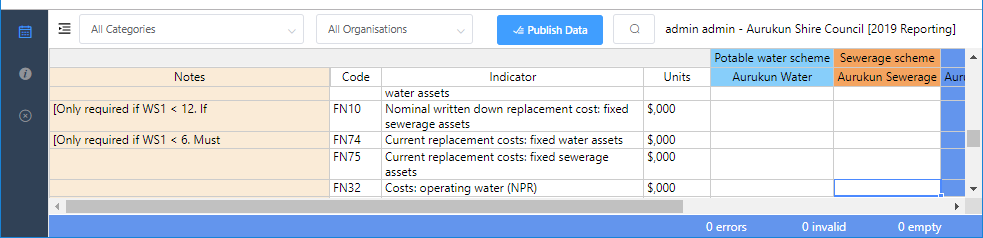 All Categories
All Organisations
Publish Data
admin admin - Aurukun Shire Council [2019 Reporting]
Potable water scheme
Sewerage scheme
Notes
Code
Indicator
Units
Aurukun Water
Aurukun Sewerage
Auru
water assets
[Only required if WS1 < 12. If
FN10
Nominal written down replacement cost: fixed
sewerage assets
$,000
[Only required if WS1 < 6. Must
FN74
Current replacement costs: fixed water assets
$,000
FN75
Current replacement costs: fixed sewerage
assets
$,000
FN32
Costs: operating water (NPR)
$,000
0 errors
0 invalid
0 empty